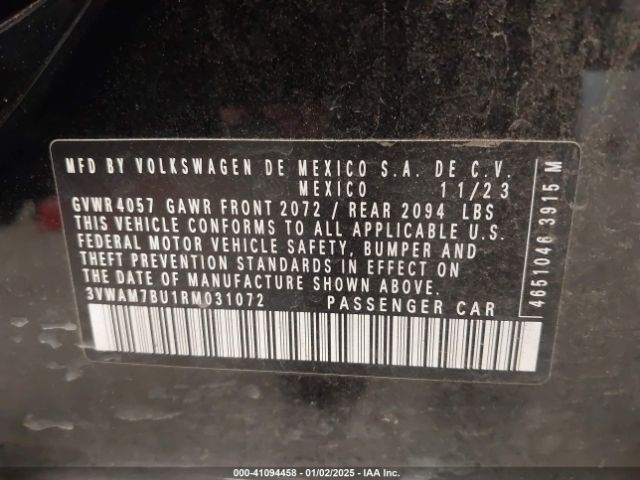 MFD BY VOLKSWAGEN DE MEXICO S.A. DE C.V.
MEXICO 11/23
GVWR 4057 GAWR FRONT 2072 / REAR 2094 LBS
THIS VEHICLE CONFORMS TO ALL APPLICABLE U.S.
FEDERAL MOTOR VEHICLE SAFETY, BUMPER AND
THEFT PREVENTION STANDARDS IN EFFECT ON
THE DATE OF MANUFACTURE SHOWN ABOVE.
3VWAM7BU1RM031072 PASSENGER CAR
4651046 3915 M
000-41094458 - 01/02/2025 - IAA Inc.